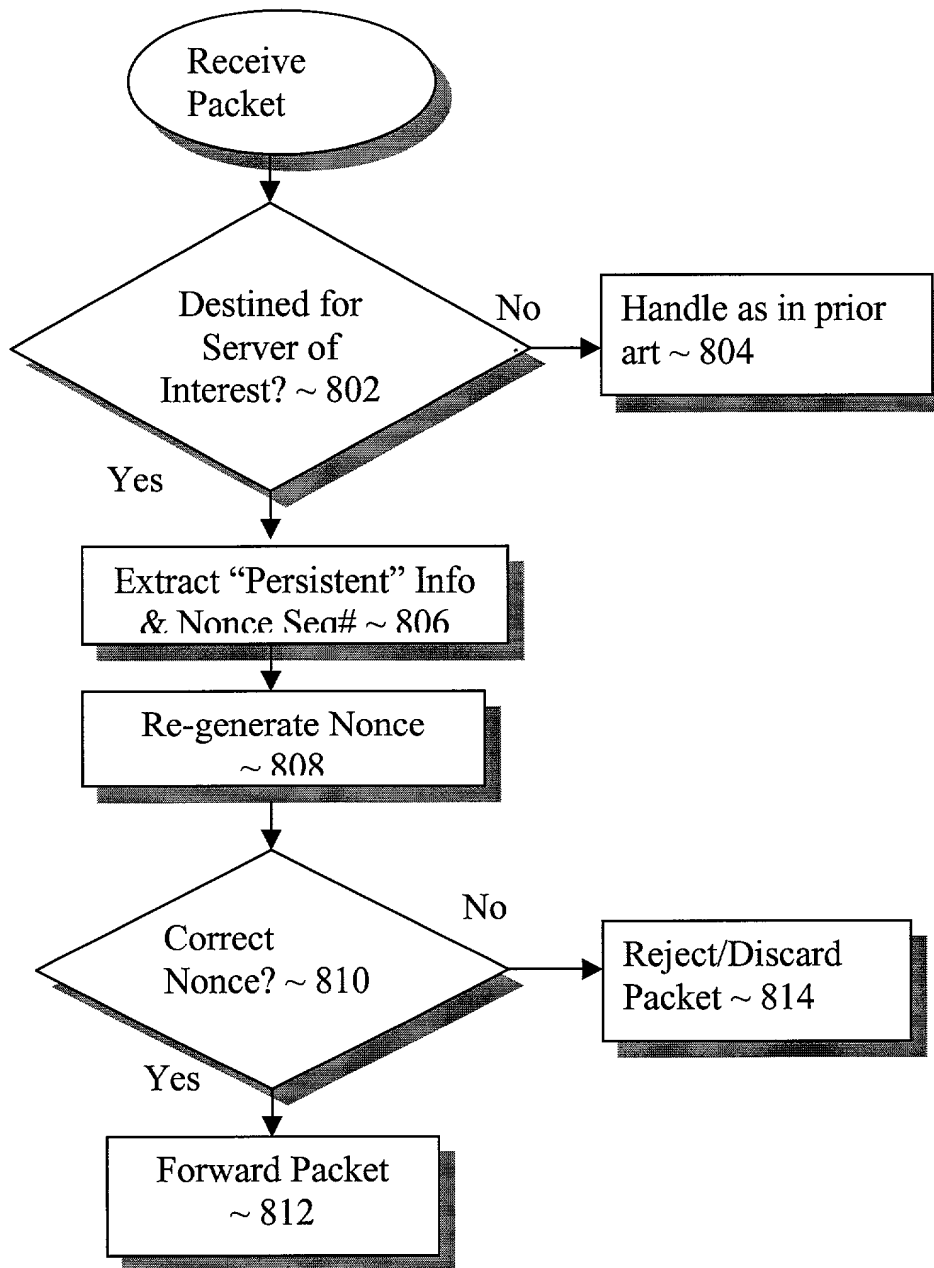 Receive
Packet
Destined for
Server of
Interest? ~ 802
No
Handle as in prior
art ~ 804
Yes
Extract “Persistent” Info
& Nonce Seq# ~ 806
Re-generate Nonce
~ 808
Correct
Nonce? ~ 810
No
Reject/Discard
Packet ~ 814
Yes
Forward Packet
~ 812